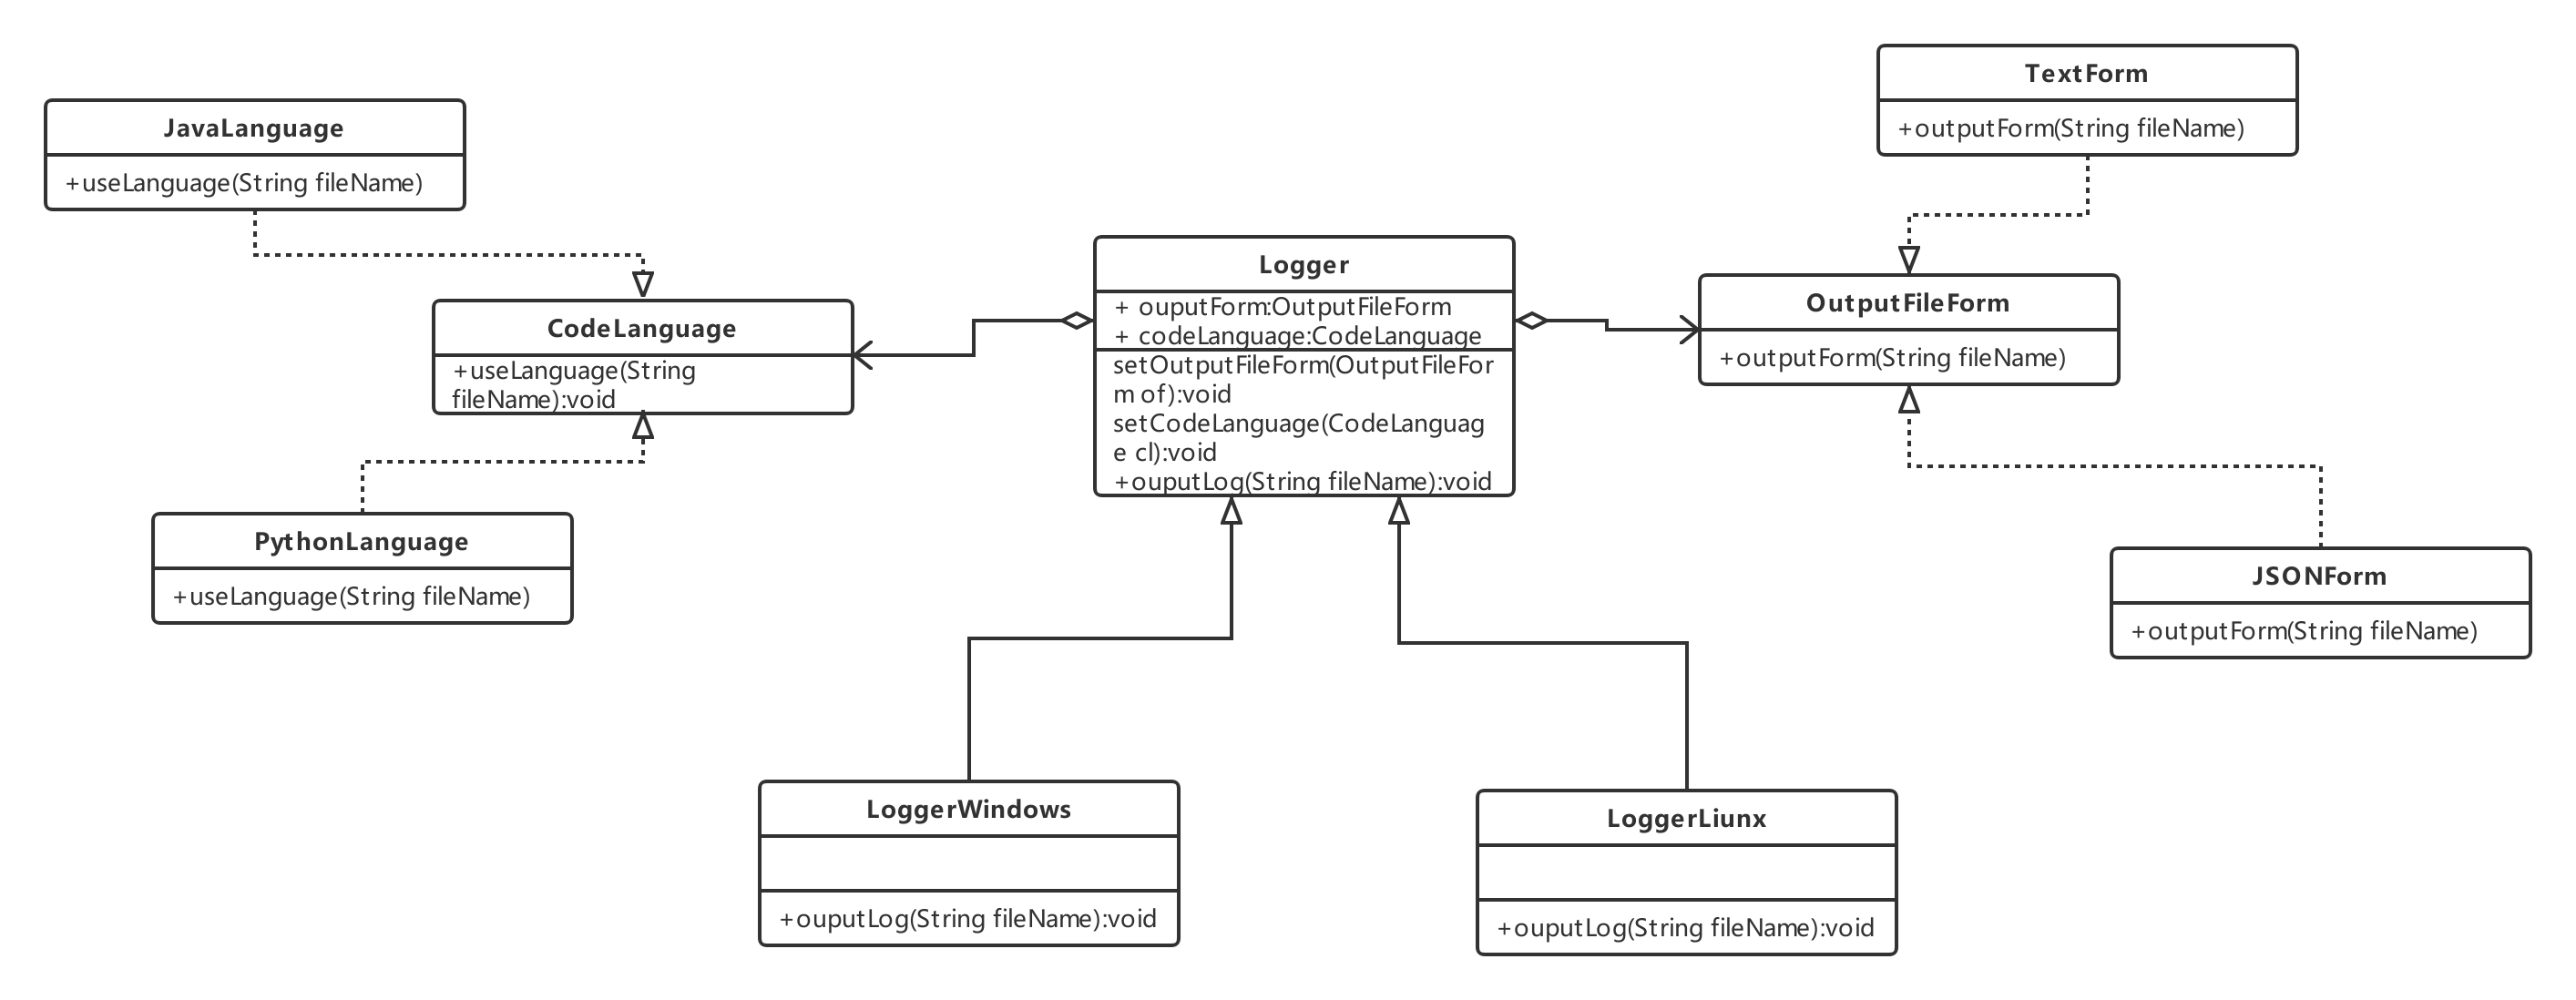 TextForm
+outputForm(String fileName)
JavaLanguage
+useLanguage(String fileName)
Logger
+ ouputForm:OutputFileForm
+ codeLanguage:CodeLanguage
setOutputFileForm(OutputFileFor
m of):void
setCodeLanguage(CodeLanguag
e cl):void
+ouputLog(String fileName):void
OutputFileForm
+outputForm(String fileName)
CodeLanguage
+useLanguage(String
fileName):void
PythonLanguage
+useLanguage(String fileName)
JSONForm
+outputForm(String fileName)
LoggerWindows
+ouputLog(String fileName):void
LoggerLiunx
+ouputLog(String fileName):void